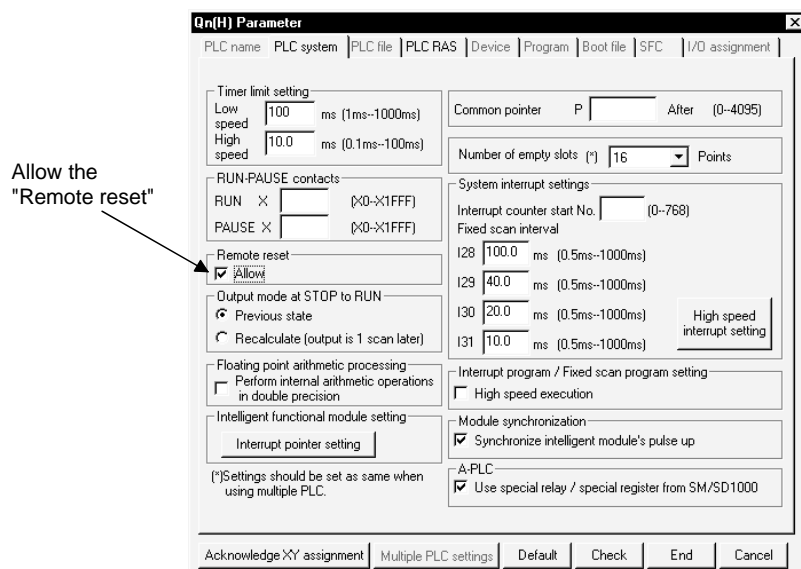 Qn(H) Parameter
PLC name PLC system PLC file PLC RAS Device Program Boot file SFC I/O assignment
Timer limit setting
Low speed 100 ms (1ms--1000ms)
High speed 10.0 ms (0.1ms--100ms)
RUN-PAUSE contacts
RUN X (X0--X1FFF)
PAUSE X (X0--X1FFF)
Allow the
"Remote reset"
Remote reset
Allow
Output mode at STOP to RUN
Previous state
Recalculate (output is 1 scan later)
Floating point arithmetic processing
Perform internal arithmetic operations
in double precision
Intelligent functional module setting
Interrupt pointer setting
(*)Settings should be set as same when
using multiple PLC.
Common pointer P After (0--4095)
Number of empty slots (*) 16 Points
System interrupt settings
Interrupt counter start No. (0--768)
Fixed scan interval
I28 100.0 ms (0.5ms--1000ms)
I29 40.0 ms (0.5ms--1000ms)
I30 20.0 ms (0.5ms--1000ms)
I31 10.0 ms (0.5ms--1000ms)
High speed
interrupt setting
Interrupt program / Fixed scan program setting
High speed execution
Module synchronization
Synchronize intelligent module's pulse up
A-PLC
Use special relay / special register from SM/SD1000
Acknowledge XY assignment Multiple PLC settings Default Check End Cancel